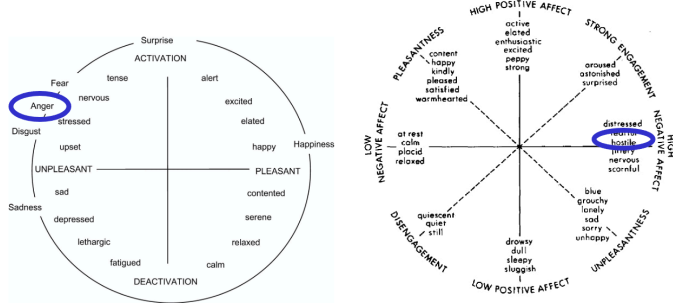 Surprise
ACTIVATION
Fear
tense
alert
nervous
Anger
excited
stressed
elated
Disgust
upset
happy
Happiness
UNPLEASANT
PLEASANT
sad
contented
Sadness
depressed
serene
lethargic
relaxed
fatigued
calm
DEACTIVATION
HIGH POSITIVE AFFECT
active
elated
enthusiastic
excited
peppy
strong
STRONG ENGAGEMENT
aroused
astonished
surprised
PLEASANTNESS
content
happy
kindly
pleased
satisfied
warmhearted
HIGH
NEGATIVE AFFECT
distressed
fearful
hostile
jittery
nervous
scornful
LOW
NEGATIVE AFFECT
at rest
calm
placid
relaxed
blue
grouchy
lonely
sad
sorry
unhappy
UNPLEASANTNESS
quiescent
quiet
still
DISENGAGEMENT
drowsy
dull
sleepy
sluggish
LOW POSITIVE AFFECT